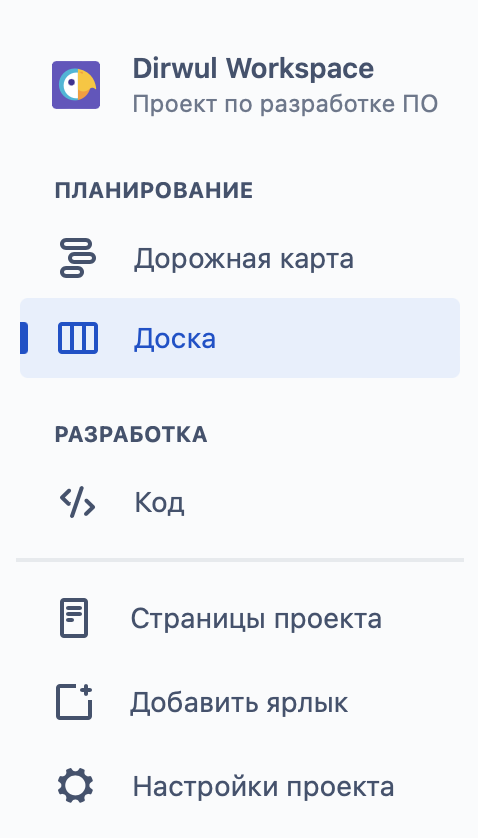 Dirwul Workspace
Проект по разработке ПО
ПЛАНИРОВАНИЕ
Дорожная карта
Доска
РАЗРАБОТКА
Код
Страницы проекта
Добавить ярлык
Настройки проекта